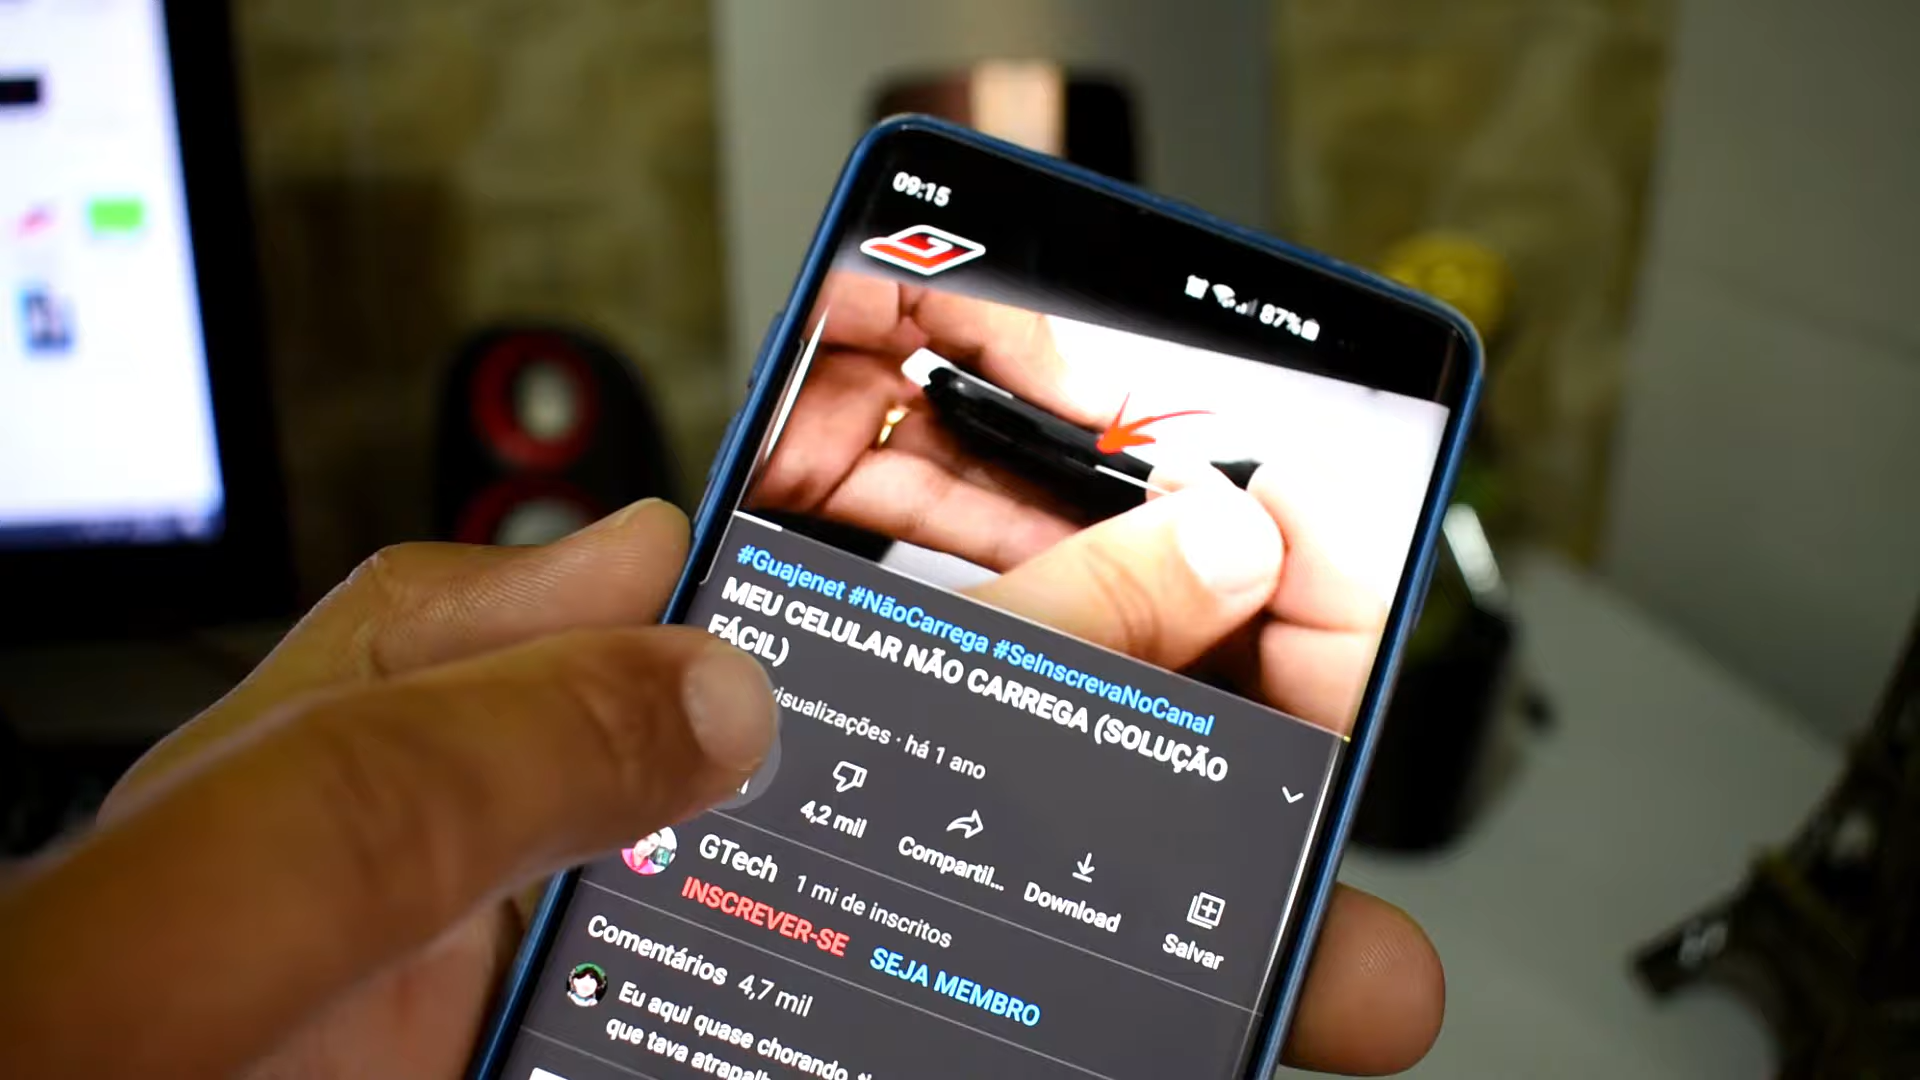 09:15
87%
#Guajenet #NãoCarrega #SeInscrevaNoCanal
MEU CELULAR NÃO CARREGA (SOLUÇÃO
FÁCIL)
visualizações · há 1 ano
4,2 mil
Compartil...
Download
Salvar
GTech
1 mi de inscritos
INSCREVER-SE
SEJA MEMBRO
Comentários 4,7 mil
Eu aqui quase chorando,
que tava